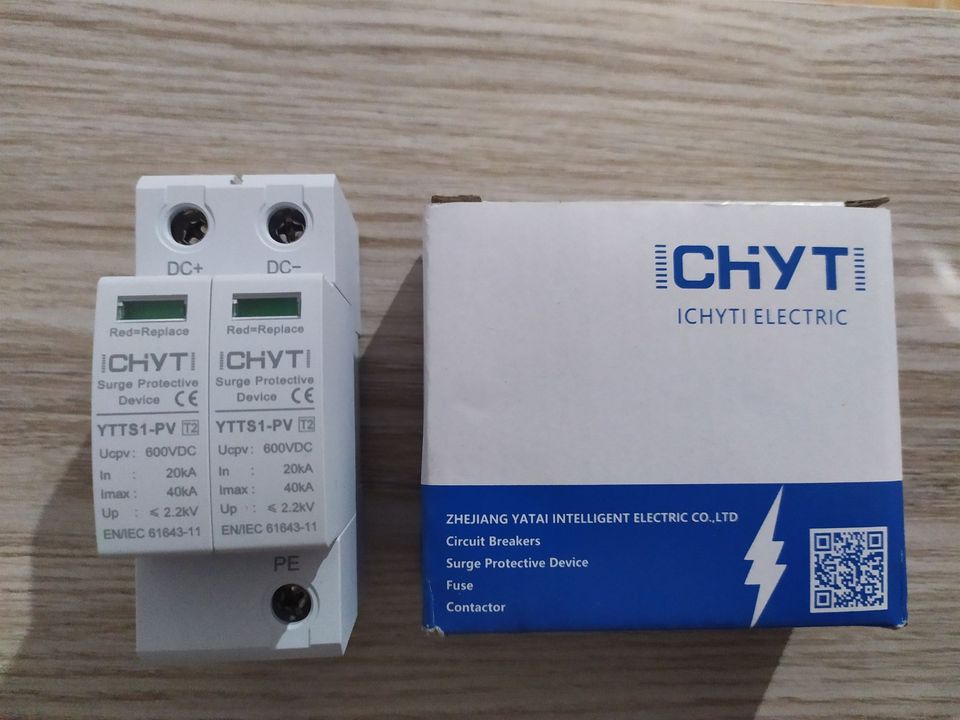 DC+ DC−
Red=Replace
ICHYTI
Surge Protective
Device CE
YTTS1-PV T2
Ucpv: 600VDC
In : 20kA
Imax: 40kA
Up : ≤ 2.2kV
EN/IEC 61643-11
Red=Replace
ICHYTI
Surge Protective
Device CE
YTTS1-PV T2
Ucpv: 600VDC
In : 20kA
Imax: 40kA
Up : ≤ 2.2kV
EN/IEC 61643-11
PE
ICHYTI
ICHYTI ELECTRIC
ZHEJIANG YATAI INTELLIGENT ELECTRIC CO.,LTD
Circuit Breakers
Surge Protective Device
Fuse
Contactor